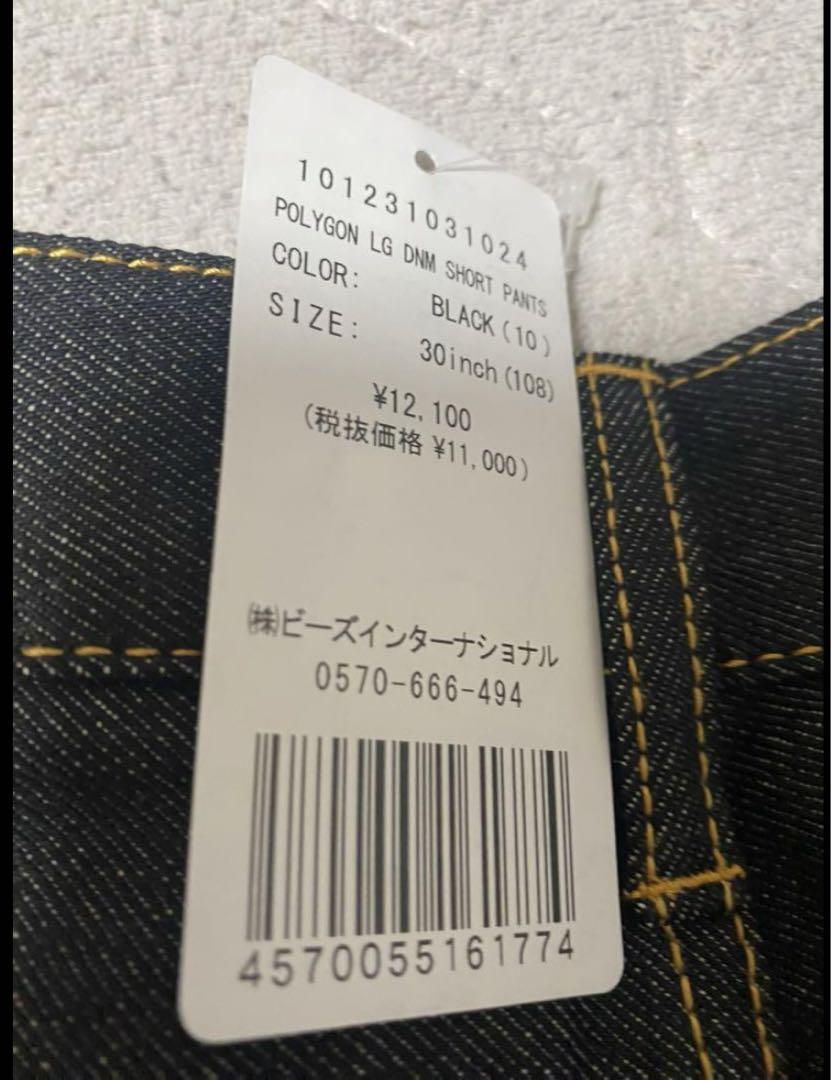 101231031024
POLYGON LG DNM SHORT PANTS
COLOR: BLACK(10)
SIZE: 30inch(108)
¥12,100
(税抜価格 ¥11,000)
㈱ビーズインターナショナル
0570-666-494
4570055161774